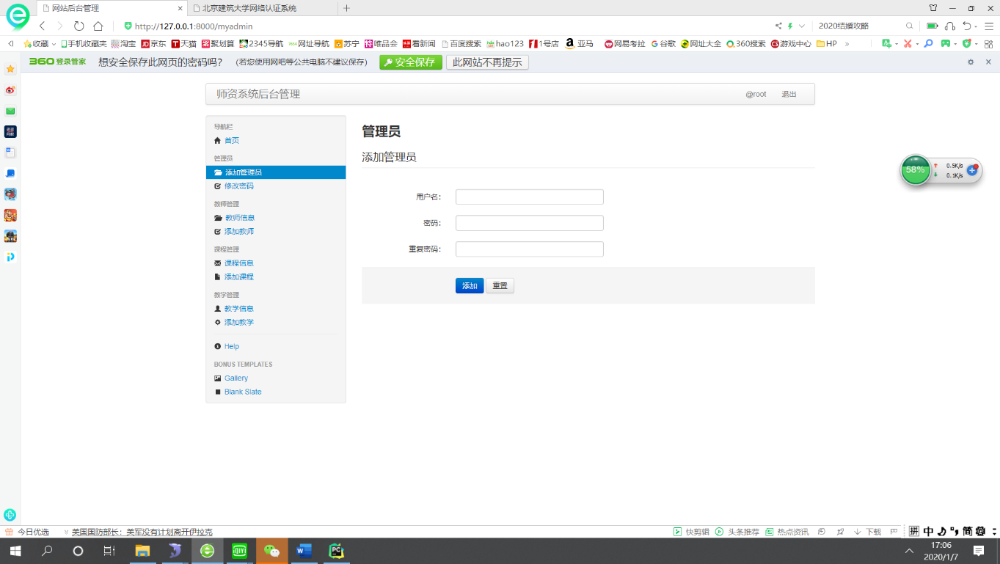 网站后台管理
北京建筑大学网络认证系统
http://127.0.0.1:8000/myadmin
2020结婚攻略
收藏 手机收藏夹 淘宝 京东 天猫 聚划算 2345导航 网址导航 苏宁 唯品会 看新闻 百度搜索 hao123 1号店 亚马 网易考拉 谷歌 网址大全 360搜索 游戏中心 HP »
360登录管家 想安全保存此网页的密码吗? (若您使用网吧等公共电脑不建议保存) 安全保存 此网站不再提示
师资系统后台管理 @root 退出
导航栏
首页
管理员
添加管理员
修改密码
教师管理
教师信息
添加教师
课程管理
课程信息
添加课程
教学管理
教学信息
添加教学
Help
BONUS TEMPLATES
Gallery
Blank Slate
管理员
添加管理员
用户名:
密码:
重复密码:
添加 重置
58% 0.5K/s
0.1K/s
今日优选 美国国防部长：美军没有计划离开伊拉克
快剪辑 头条推荐 热点资讯 下载
拼 中 简
17:06
2020/1/7